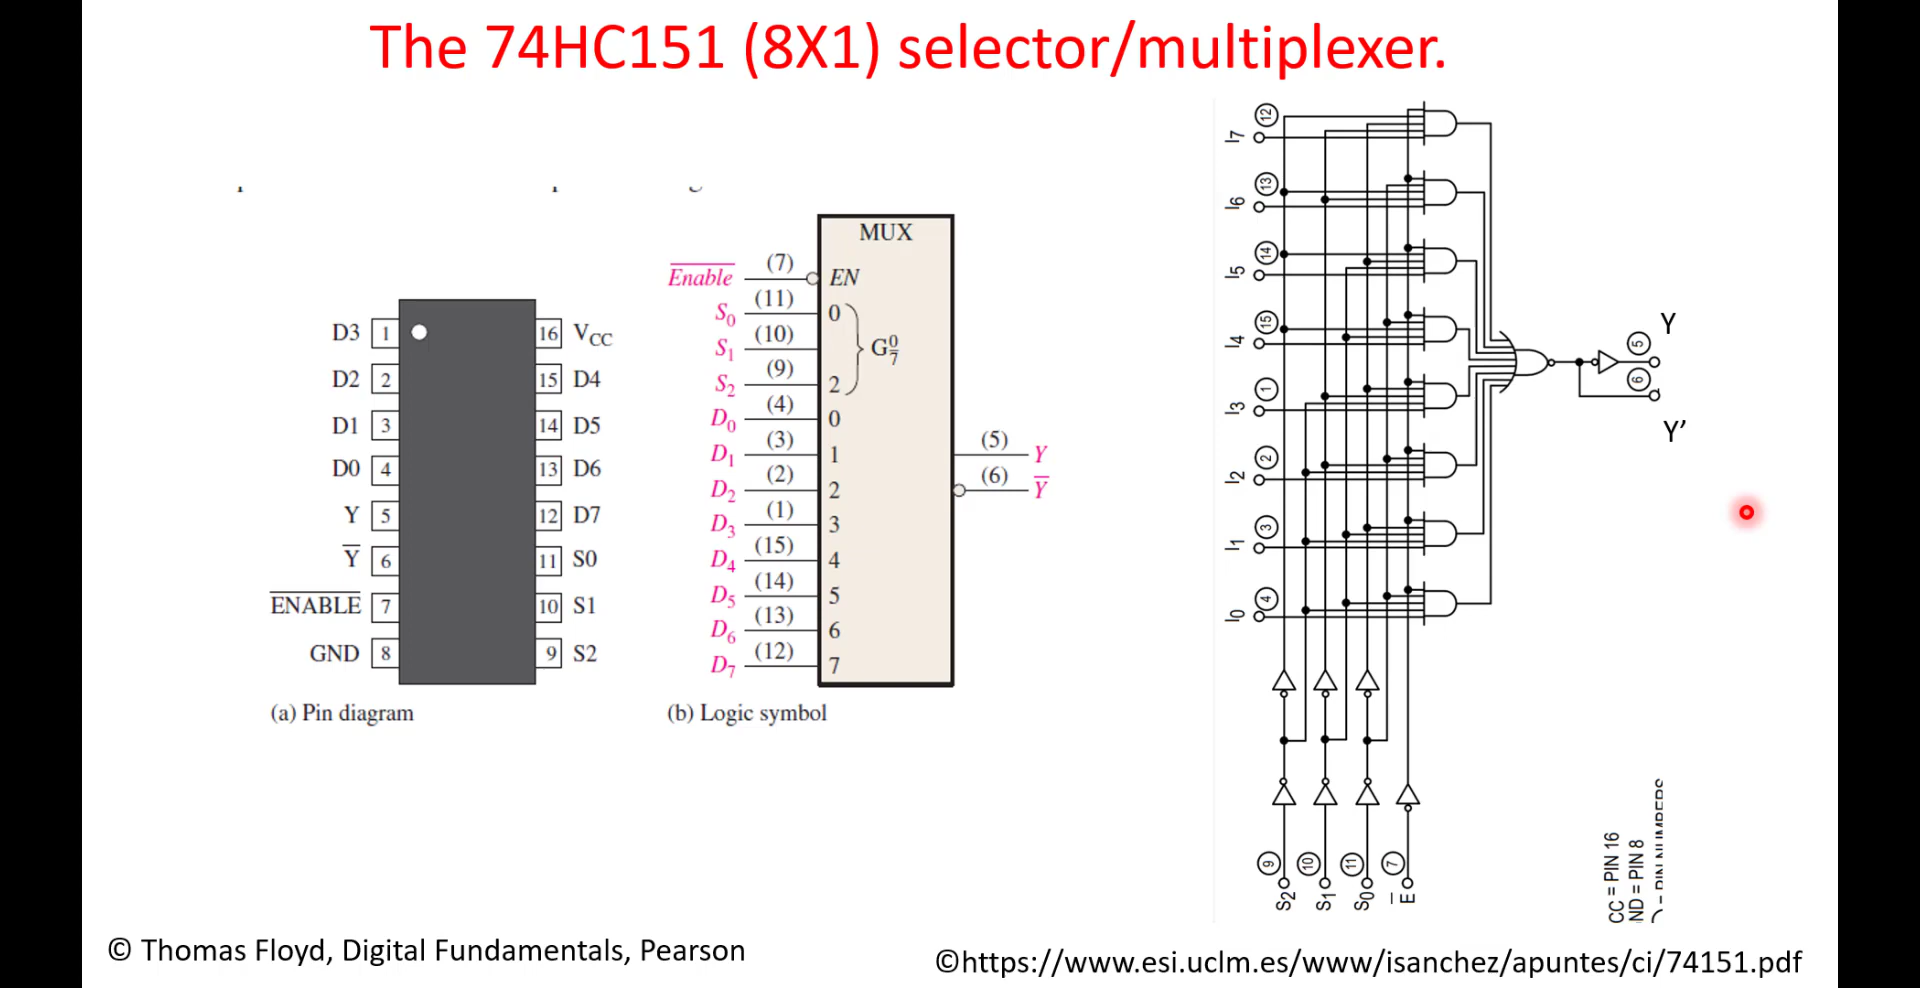 The 74HC151 (8X1) selector/multiplexer.
D3 1
D2 2
D1 3
D0 4
Y 5
Y 6
ENABLE 7
GND 8
16 VCC
15 D4
14 D5
13 D6
12 D7
11 S0
10 S1
9 S2
(a) Pin diagram
MUX
Enable (7) EN
S0 (11) 0
S1 (10) G 0/7
S2 (9) 2
D0 (4) 0
D1 (3) 1
D2 (2) 2
D3 (1) 3
D4 (15) 4
D5 (14) 5
D6 (13) 6
D7 (12) 7
(5) Y
(6) Y
(b) Logic symbol
I7 12
I6 13
I5 14
I4 15
I3 1
I2 2
I1 3
I0 4
S2 9
S1 10
S0 11
E 7
5 Y
6 Y’
CC = PIN 16
ND = PIN 8
© Thomas Floyd, Digital Fundamentals, Pearson
©https://www.esi.uclm.es/www/isanchez/apuntes/ci/74151.pdf